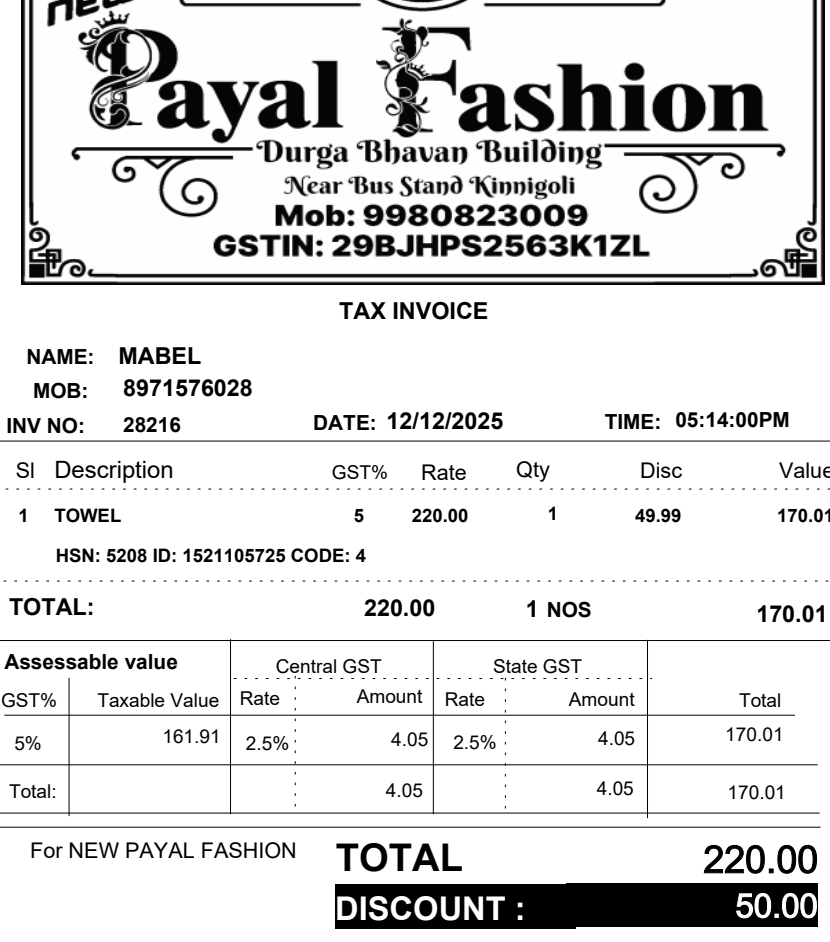 new
Payal Fashion
Durga Bhavan Building
Near Bus Stand Kinnigoli
Mob: 9980823009
GSTIN: 29BJHPS2563K1ZL
TAX INVOICE
NAME: MABEL
MOB: 8971576028
INV NO: 28216 DATE: 12/12/2025 TIME: 05:14:00PM
Sl Description GST% Rate Qty Disc Value
1 TOWEL 5 220.00 1 49.99 170.01
HSN: 5208 ID: 1521105725 CODE: 4
TOTAL: 220.00 1 NOS 170.01
Assessable value Central GST State GST
GST% Taxable Value Rate Amount Rate Amount Total
5% 161.91 2.5% 4.05 2.5% 4.05 170.01
Total: 4.05 4.05 170.01
For NEW PAYAL FASHION TOTAL 220.00
DISCOUNT : 50.00